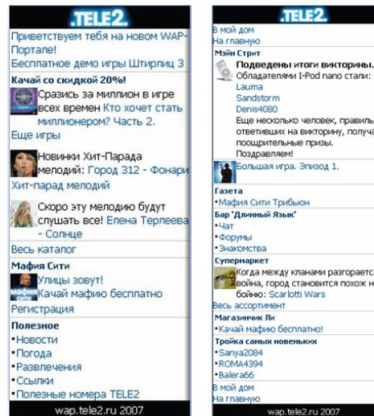 .TELE2.
Приветствуем тебя на новом WAP-
Портале!
Бесплатное демо игры Штирлиц 3
Качай со скидкой 20%!
Сразись за миллион в игре
всех времен Кто хочет стать
миллионером? Часть 2.
Еще игры
Новинки Хит-Парада
мелодий: Город 312 - Фонари
Хит-парад мелодий
Скоро эту мелодию будут
слушать все! Елена Терлеева
- Солнце
Весь каталог
Мафия Сити
Улицы зовут!
Качай мафию бесплатно
Регистрация
Полезное
•Новости
•Погода
•Развлечения
•Ссылки
•Полезные номера TELE2
wap.tele2.ru 2007
.TELE2.
В мой дом
На главную
Мэйн Стрит
Подведены итоги викторины.
Обладателями I-Pod nano стали:
Lauma
Sandstorm
Denis4080
Еще несколько человек, правиль
ответивших на викторину, получа
поощрительные призы.
Поздравляем!
Большая игра. Эпизод 1.
Газета
•Мафия Сити Трибьюн
Бар "Длинный Язык"
•Чат
•Форумы
•Знакомства
Супермаркет
Когда между кланами разгорается
война, город становится похож н
бойню: Scarlotti Wars
Весь ассортимент
Магазинчик Ли
•Качай мафию бесплатно!
Тройка самых новеньких
•Sanya2084
•ROMA4394
•Balera66
В мой дом
На главную
wap.tele2.ru 2007